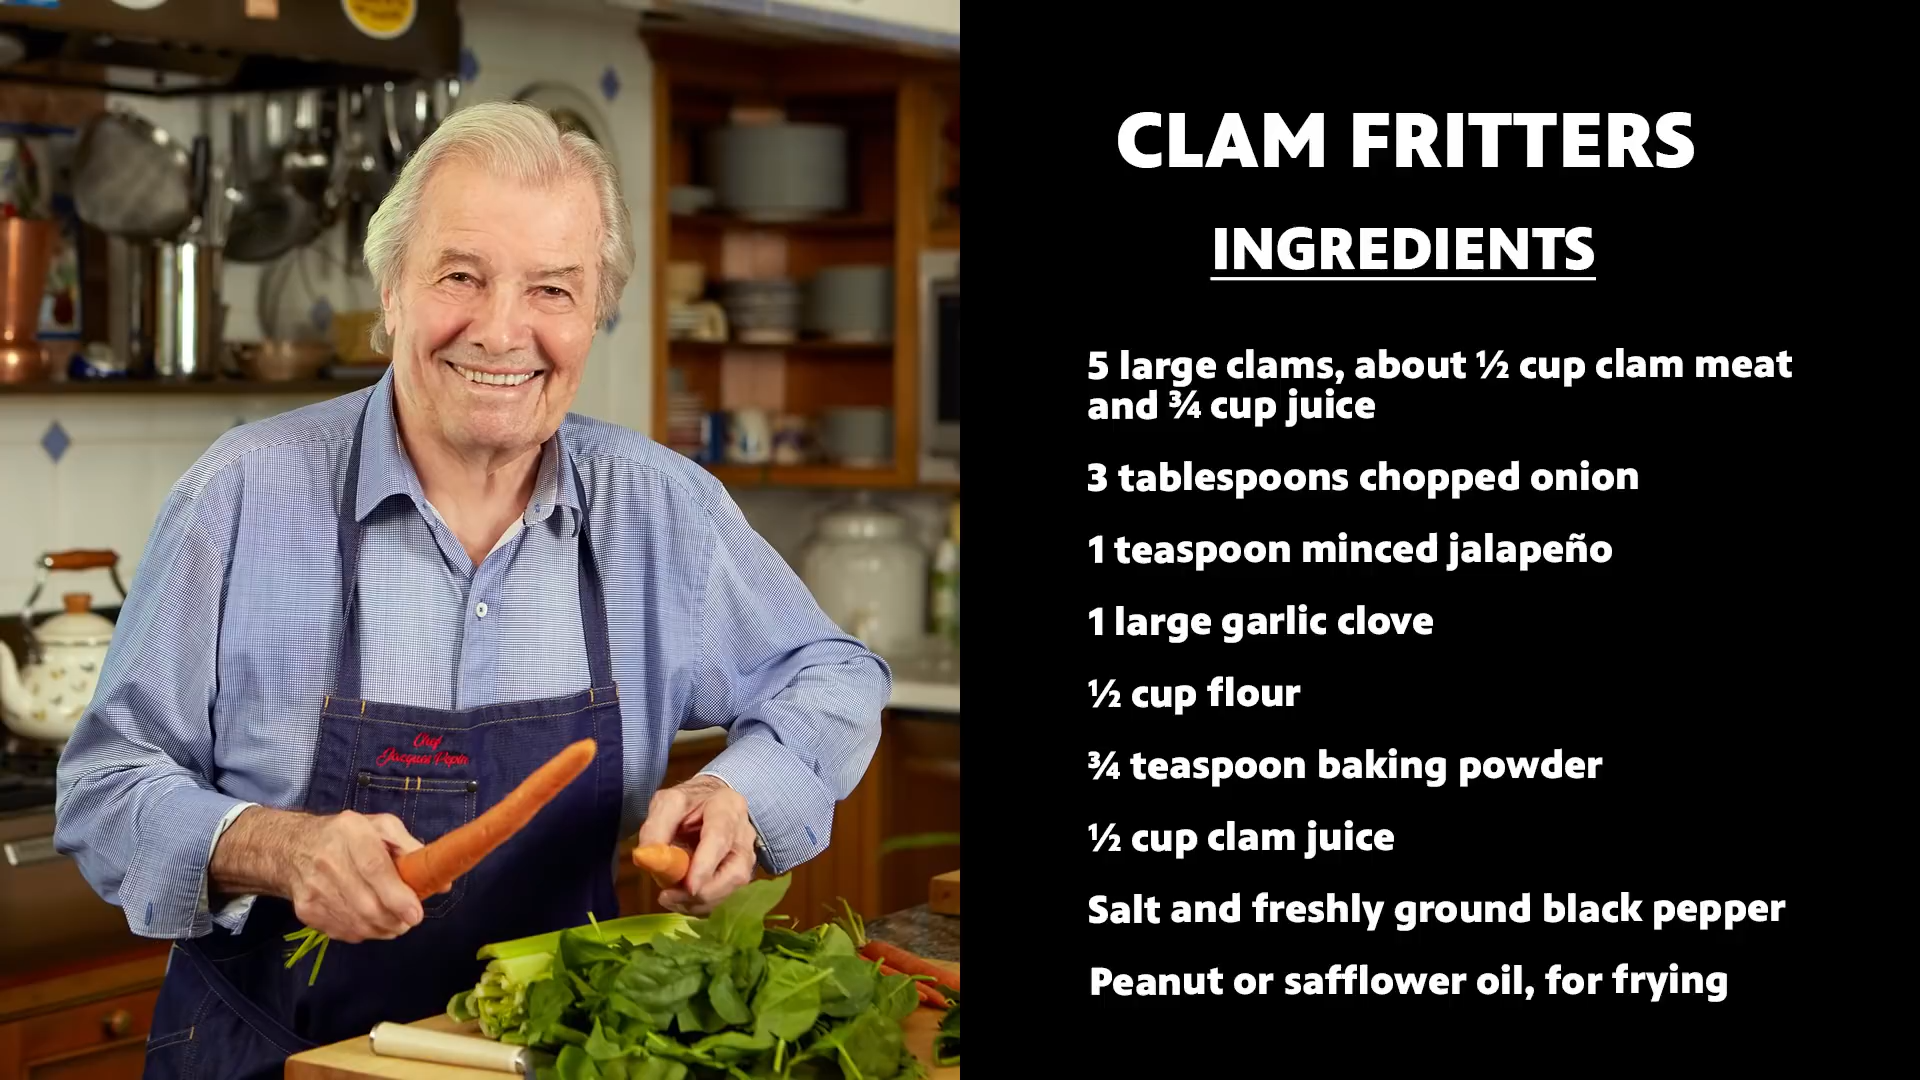 Chef
Jacques Pépin
CLAM FRITTERS
INGREDIENTS
5 large clams, about ½ cup clam meat
and ¾ cup juice
3 tablespoons chopped onion
1 teaspoon minced jalapeño
1 large garlic clove
½ cup flour
¾ teaspoon baking powder
½ cup clam juice
Salt and freshly ground black pepper
Peanut or safflower oil, for frying